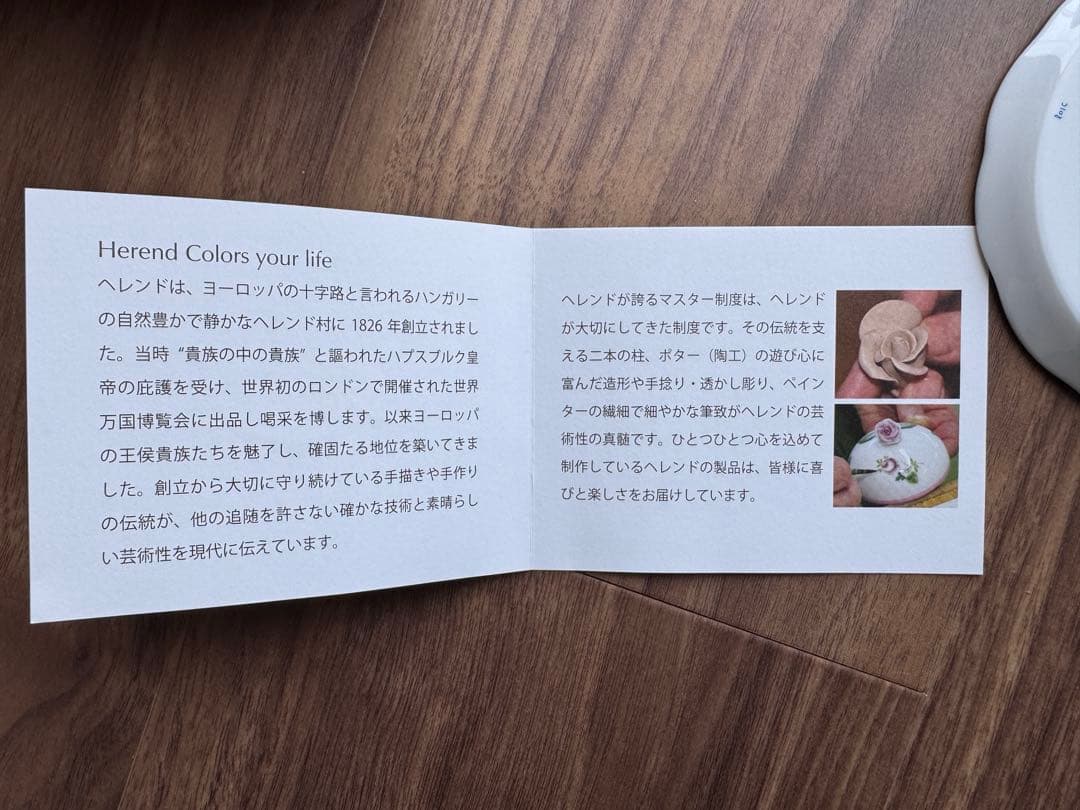 Herend Colors your life
ヘレンドは、ヨーロッパの十字路と言われるハンガリー
の自然豊かで静かなヘレンド村に 1826 年創立されまし
た。当時 “貴族の中の貴族” と謳われたハプスブルク皇
帝の庇護を受け、世界初のロンドンで開催された世界
万国博覧会に出品し喝采を博します。以来ヨーロッパ
の王侯貴族たちを魅了し、確固たる地位を築いてきま
した。創立から大切に守り続けている手描きや手作り
の伝統が、他の追随を許さない確かな技術と素晴らし
い芸術性を現代に伝えています。
ヘレンドが誇るマスター制度は、ヘレンド
が大切にしてきた制度です。その伝統を支
える二本の柱、ポター（陶工）の遊び心に
富んだ造形や手捻り・透かし彫り、ペイン
ターの繊細で細やかな筆致がヘレンドの芸
術性の真髄です。ひとつひとつ心を込めて
制作しているヘレンドの製品は、皆様に喜
びと楽しさをお届けしています。